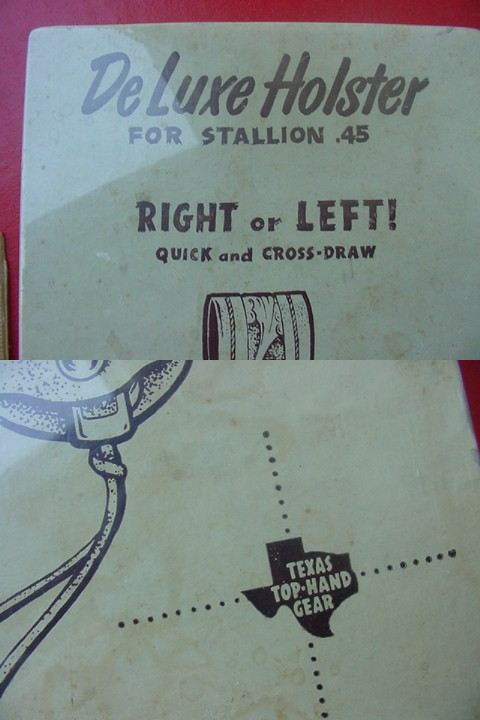 DeLuxe Holster
FOR STALLION .45
RIGHT or LEFT!
QUICK and CROSS-DRAW
TEXAS
TOP-HAND
GEAR